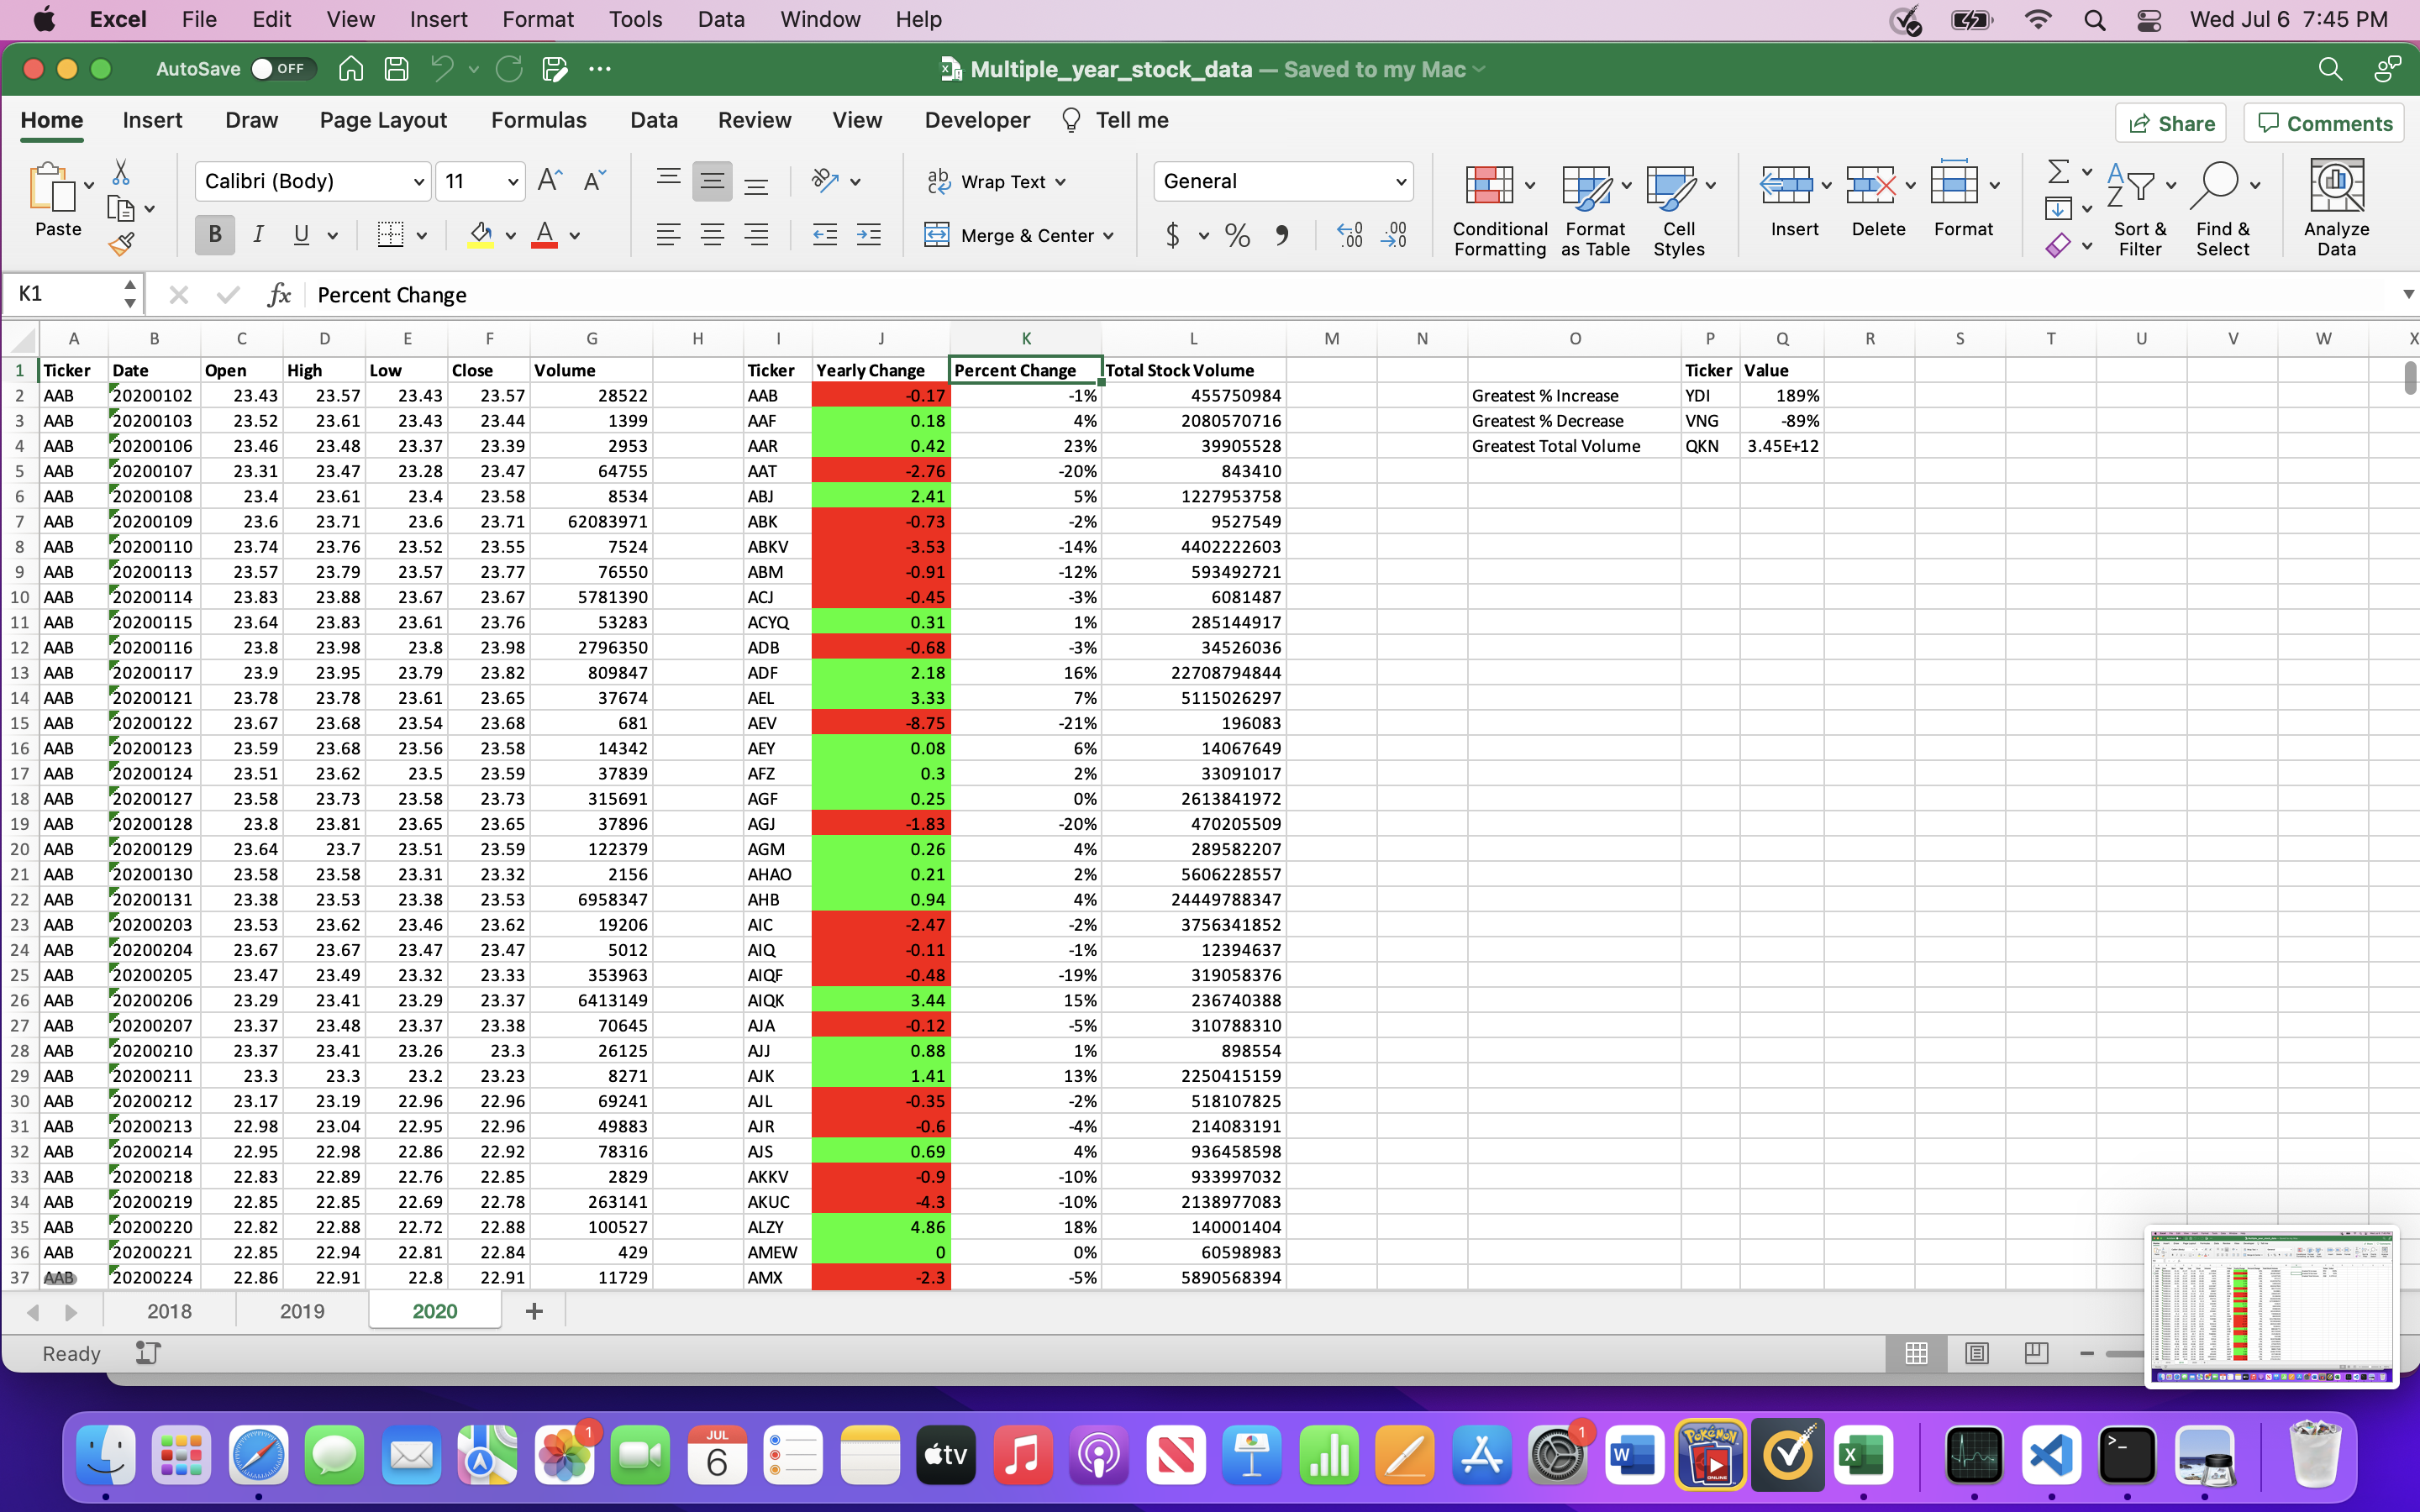 Excel File Edit View Insert Format Tools Data Window Help Wed Jul 6 7:45 PM
AutoSave OFF Multiple_year_stock_data — Saved to my Mac
Home Insert Draw Page Layout Formulas Data Review View Developer Tell me Share Comments
Paste Calibri (Body) 11 Wrap Text General
B I U Merge & Center $ %
Conditional Formatting Format as Table Cell Styles Insert Delete Format Sort & Filter Find & Select Analyze Data
K1 fx Percent Change
A B C D E F G H I J K L M N O P Q R S T U V W X
1 Ticker Date Open High Low Close Volume Ticker Yearly Change Percent Change Total Stock Volume Ticker Value
2 AAB 20200102 23.43 23.57 23.43 23.57 28522 AAB -0.17 -1% 455750984 Greatest % Increase YDI 189%
3 AAB 20200103 23.52 23.61 23.43 23.44 1399 AAF 0.18 4% 2080570716 Greatest % Decrease VNG -89%
4 AAB 20200106 23.46 23.48 23.37 23.39 2953 AAR 0.42 23% 39905528 Greatest Total Volume QKN 3.45E+12
5 AAB 20200107 23.31 23.47 23.28 23.47 64755 AAT -2.76 -20% 843410
6 AAB 20200108 23.4 23.61 23.4 23.58 8534 ABJ 2.41 5% 1227953758
7 AAB 20200109 23.6 23.71 23.6 23.71 62083971 ABK -0.73 -2% 9527549
8 AAB 20200110 23.74 23.76 23.52 23.55 7524 ABKV -3.53 -14% 4402222603
9 AAB 20200113 23.57 23.79 23.57 23.77 76550 ABM -0.91 -12% 593492721
10 AAB 20200114 23.83 23.88 23.67 23.67 5781390 ACJ -0.45 -3% 6081487
11 AAB 20200115 23.64 23.83 23.61 23.76 53283 ACYQ 0.31 1% 285144917
12 AAB 20200116 23.8 23.98 23.8 23.98 2796350 ADB -0.68 -3% 34526036
13 AAB 20200117 23.9 23.95 23.79 23.82 809847 ADF 2.18 16% 22708794844
14 AAB 20200121 23.78 23.78 23.61 23.65 37674 AEL 3.33 7% 5115026297
15 AAB 20200122 23.67 23.68 23.54 23.68 681 AEV -8.75 -21% 196083
16 AAB 20200123 23.59 23.68 23.56 23.58 14342 AEY 0.08 6% 14067649
17 AAB 20200124 23.51 23.62 23.5 23.59 37839 AFZ 0.3 2% 33091017
18 AAB 20200127 23.58 23.73 23.58 23.73 315691 AGF 0.25 0% 2613841972
19 AAB 20200128 23.8 23.81 23.65 23.65 37896 AGJ -1.83 -20% 470205509
20 AAB 20200129 23.64 23.7 23.51 23.59 122379 AGM 0.26 4% 289582207
21 AAB 20200130 23.58 23.58 23.31 23.32 2156 AHAO 0.21 2% 5606228557
22 AAB 20200131 23.38 23.53 23.38 23.53 6958347 AHB 0.94 4% 24449788347
23 AAB 20200203 23.53 23.62 23.46 23.62 19206 AIC -2.47 -2% 3756341852
24 AAB 20200204 23.67 23.67 23.47 23.47 5012 AIQ -0.11 -1% 12394637
25 AAB 20200205 23.47 23.49 23.32 23.33 353963 AIQF -0.48 -19% 319058376
26 AAB 20200206 23.29 23.41 23.29 23.37 6413149 AIQK 3.44 15% 236740388
27 AAB 20200207 23.37 23.48 23.37 23.38 70645 AJA -0.12 -5% 310788310
28 AAB 20200210 23.37 23.41 23.26 23.3 26125 AJJ 0.88 1% 898554
29 AAB 20200211 23.3 23.3 23.2 23.23 8271 AJK 1.41 13% 2250415159
30 AAB 20200212 23.17 23.19 22.96 22.96 69241 AJL -0.35 -2% 518107825
31 AAB 20200213 22.98 23.04 22.95 22.96 49883 AJR -0.6 -4% 214083191
32 AAB 20200214 22.95 22.98 22.86 22.92 78316 AJS 0.69 4% 936458598
33 AAB 20200218 22.83 22.89 22.76 22.85 2829 AKKV -0.9 -10% 933997032
34 AAB 20200219 22.85 22.85 22.69 22.78 263141 AKUC -4.3 -10% 2138977083
35 AAB 20200220 22.82 22.88 22.72 22.88 100527 ALZY 4.86 18% 140001404
36 AAB 20200221 22.85 22.94 22.81 22.84 429 AMEW 0 0% 60598983
37 AAB 20200224 22.86 22.91 22.8 22.91 11729 AMX -2.3 -5% 5890568394
2018 2019 2020 +
Ready
1 JUL 6 tv 1 W Pokémon ONLINE X >_